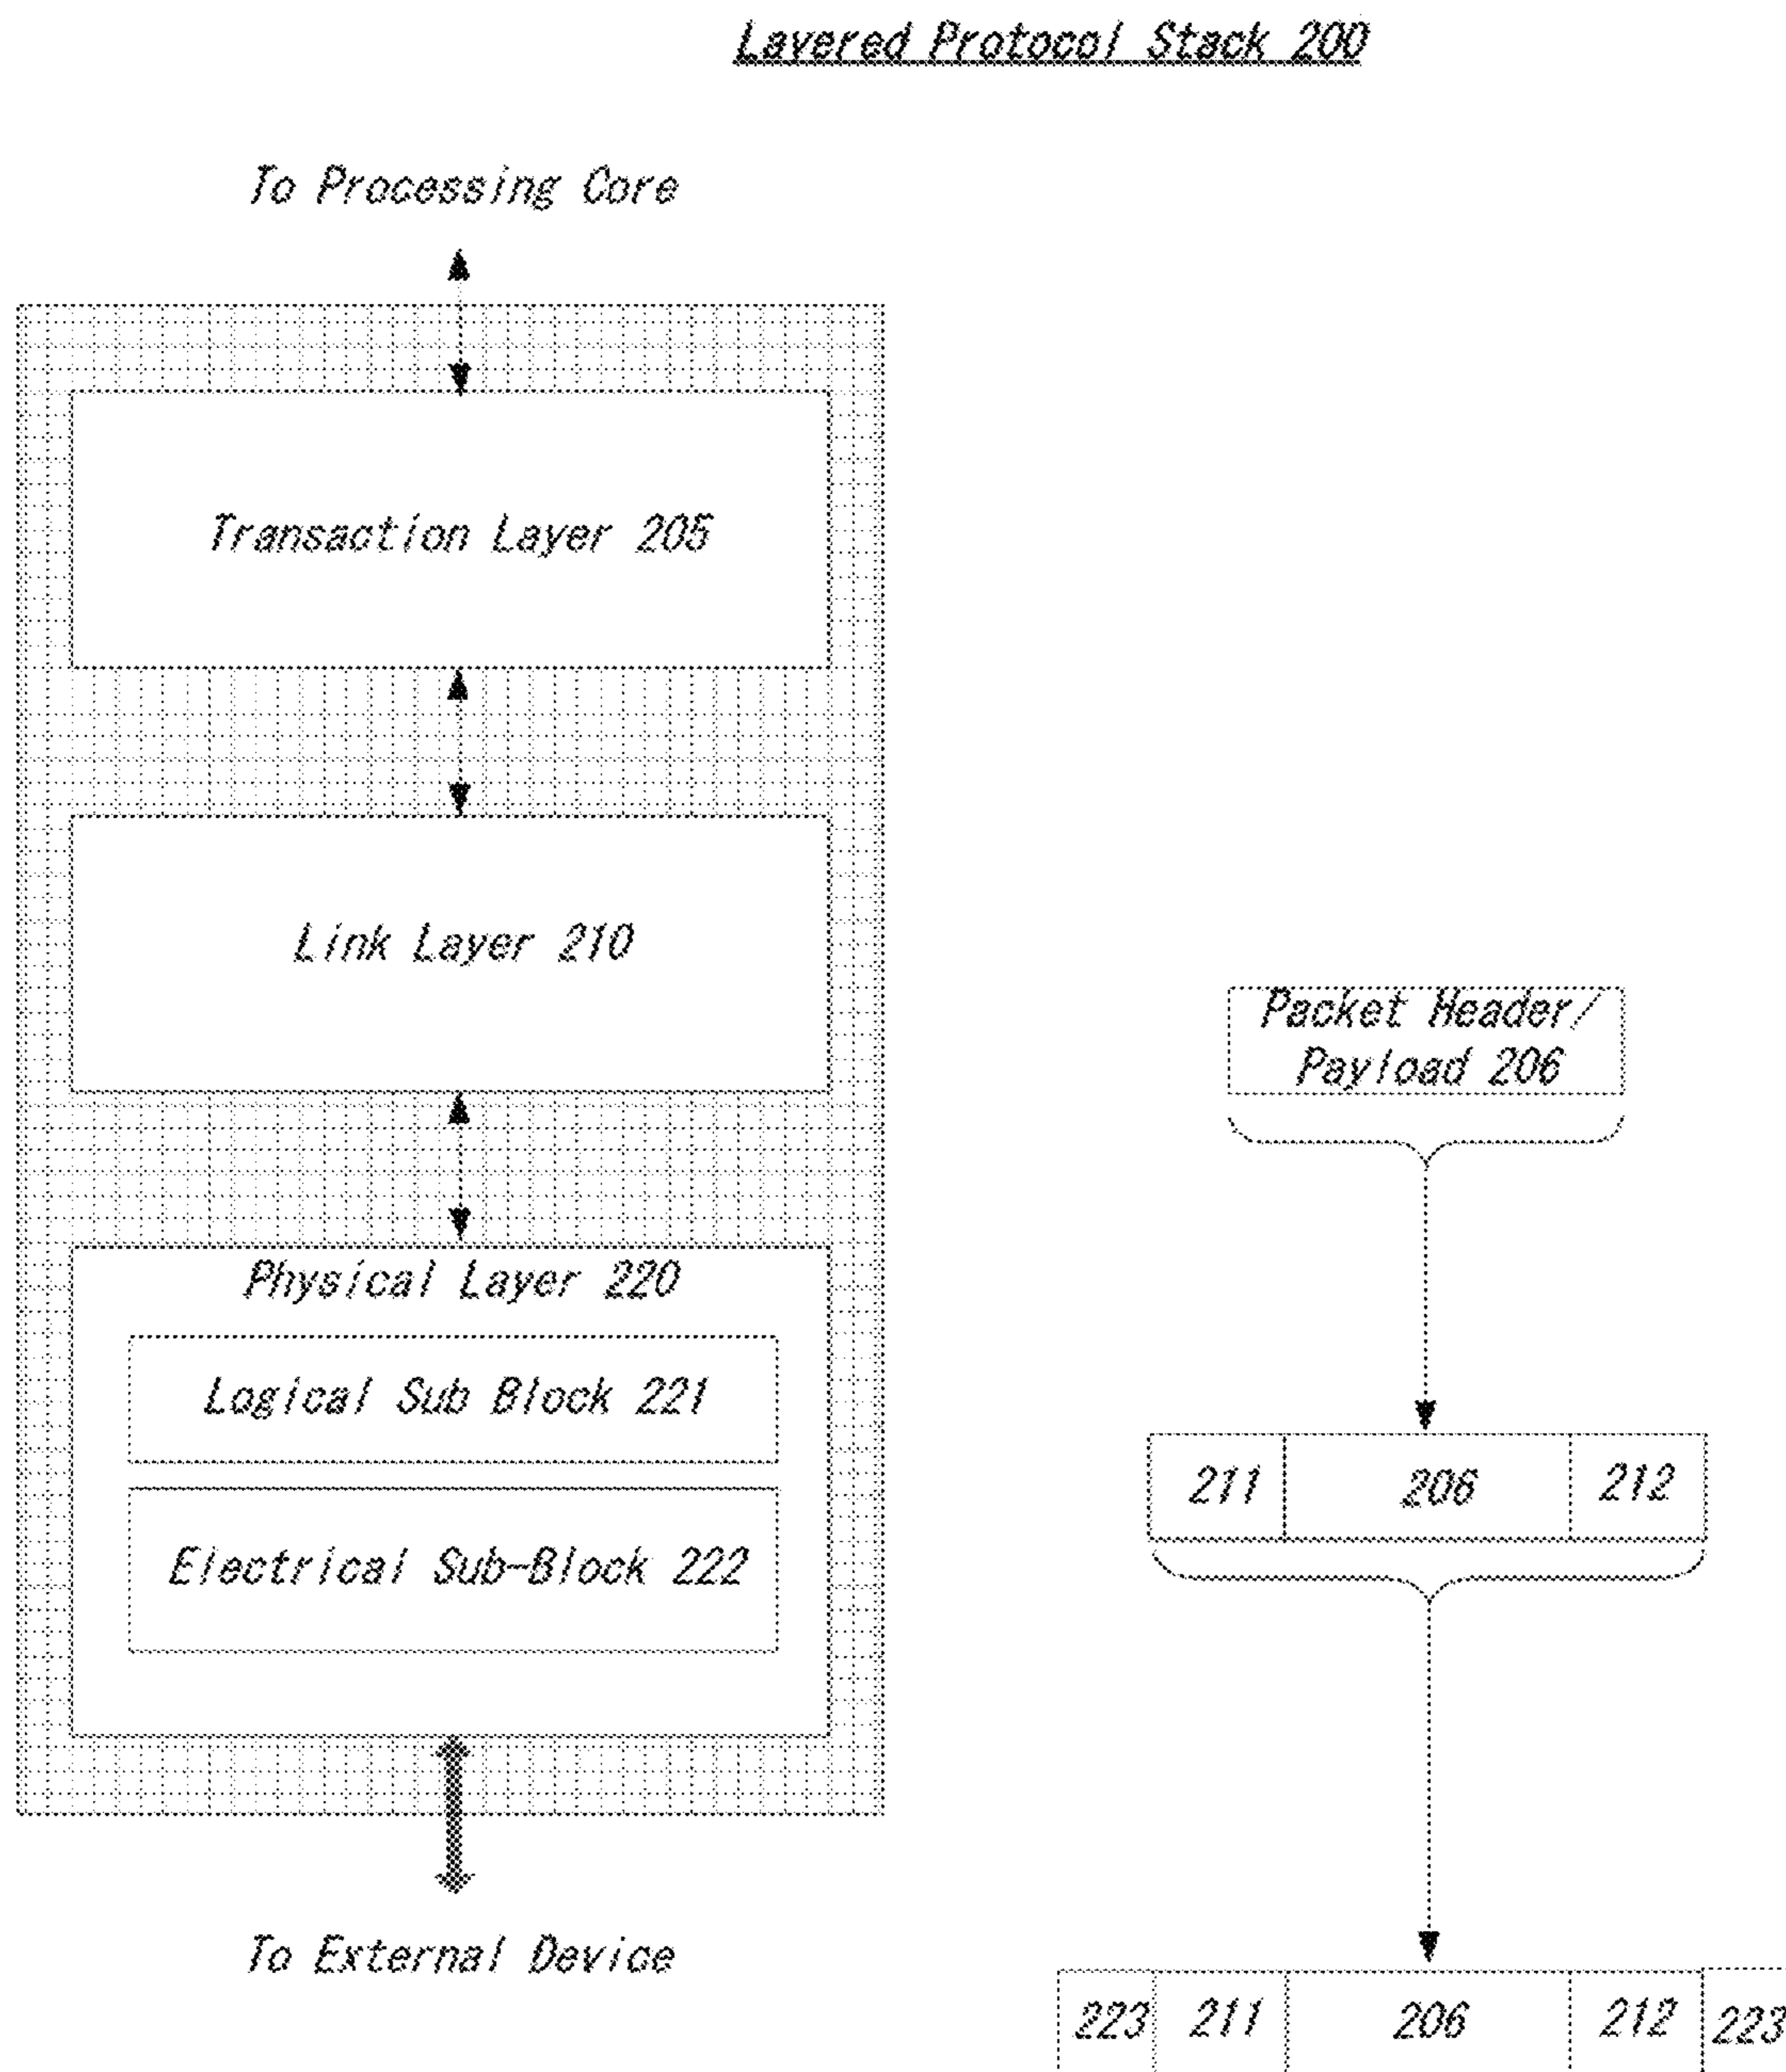 Layered Protocol Stack 200
To Processing Core
Transaction Layer 205
Link Layer 210
Physical Layer 220
Logical Sub Block 221
Electrical Sub-Block 222
To External Device
Packet Header/
Payload 206
211 206 212
223 211 206 212 223